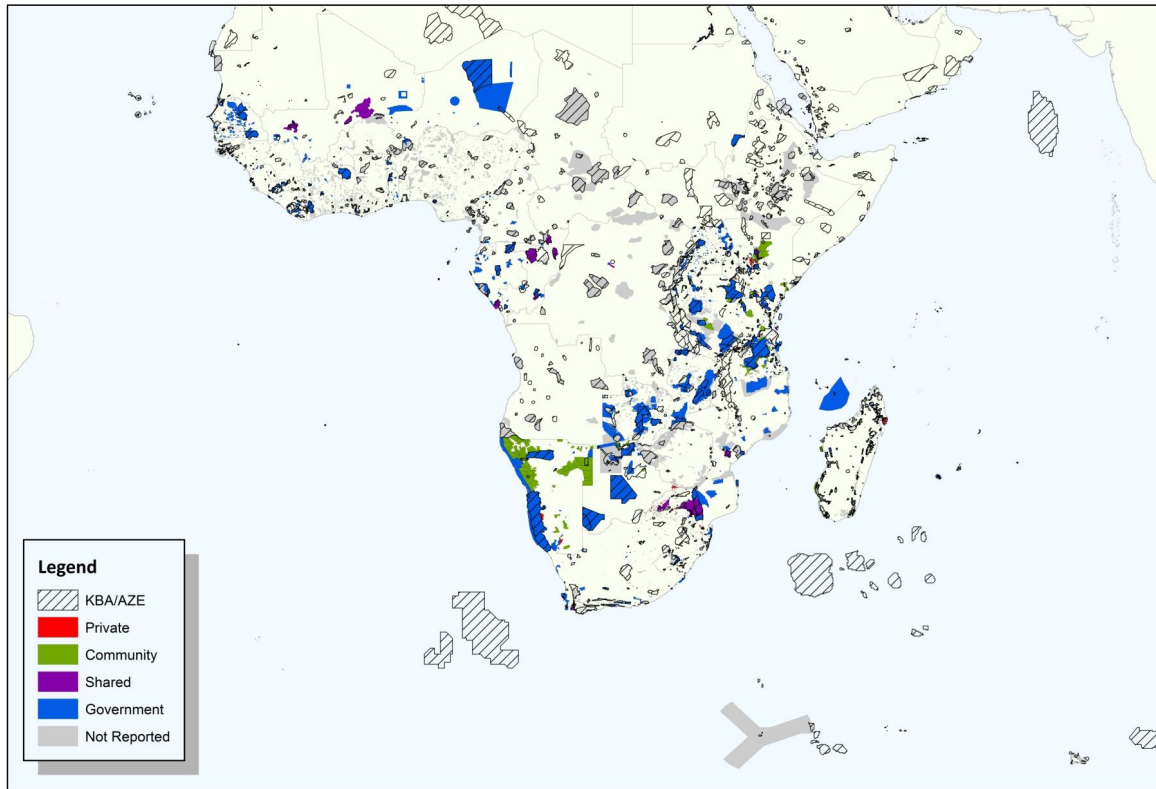 Legend
KBA/AZE
Private
Community
Shared
Government
Not Reported